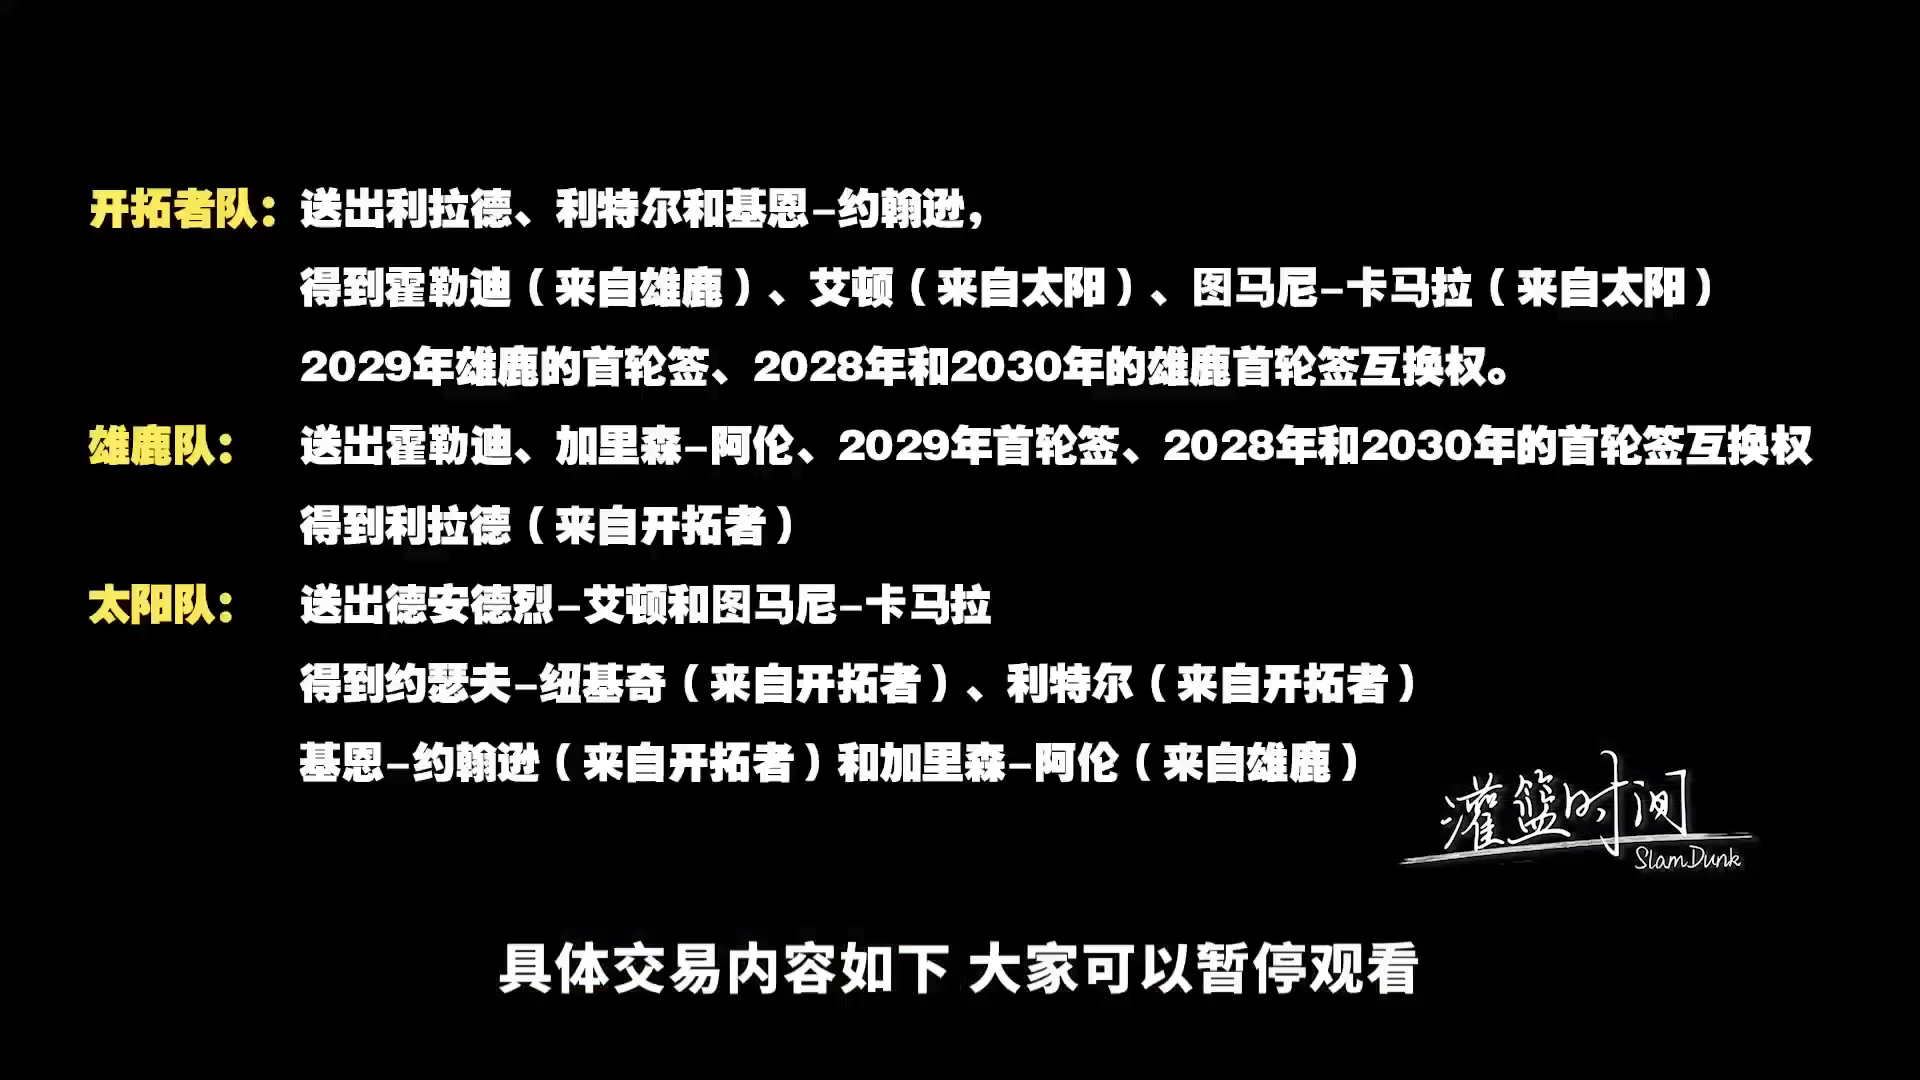 开拓者队：送出利拉德、利特尔和基恩-约翰逊，
得到霍勒迪（来自雄鹿）、艾顿（来自太阳）、图马尼-卡马拉（来自太阳）
2029年雄鹿的首轮签、2028年和2030年的雄鹿首轮签互换权。
雄鹿队：送出霍勒迪、加里森-阿伦、2029年首轮签、2028年和2030年的首轮签互换权
得到利拉德（来自开拓者）
太阳队：送出德安德烈-艾顿和图马尼-卡马拉
得到约瑟夫-纽基奇（来自开拓者）、利特尔（来自开拓者）
基恩-约翰逊（来自开拓者）和加里森-阿伦（来自雄鹿）
灌篮时间
SlamDunk
具体交易内容如下 大家可以暂停观看